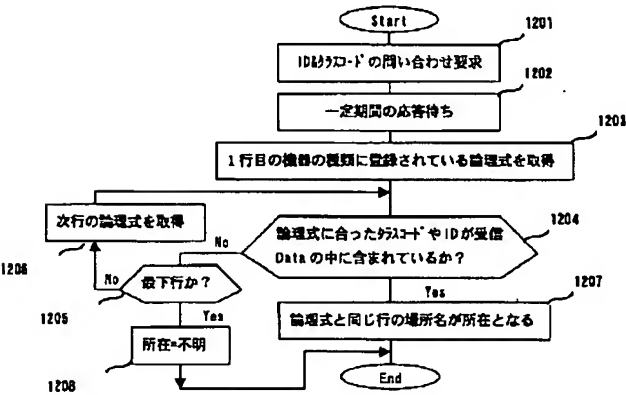 Start
1201
ID&クラスコードの問い合わせ要求
1202
一定期間の応答待ち
1203
1行目の機器の種類に登録されている論理式を取得
次行の論理式を取得
1204
論理式に合ったクラスコードやIDが受信
Dataの中に含まれているか？
No
1206
No
最下行か？
Yes
1207
1205
Yes
論理式と同じ行の場所名が所在となる
所在=不明
End
1208